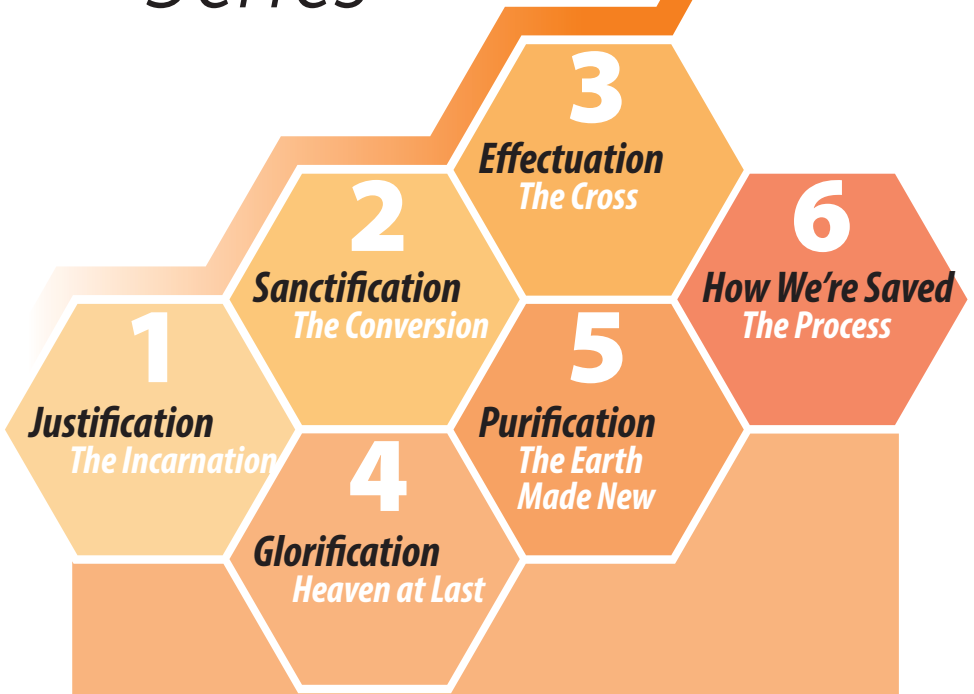 Series
1
Justification
The Incarnation
2
Sanctification
The Conversion
3
Effectuation
The Cross
4
Glorification
Heaven at Last
5
Purification
The Earth
Made New
6
How We're Saved
The Process